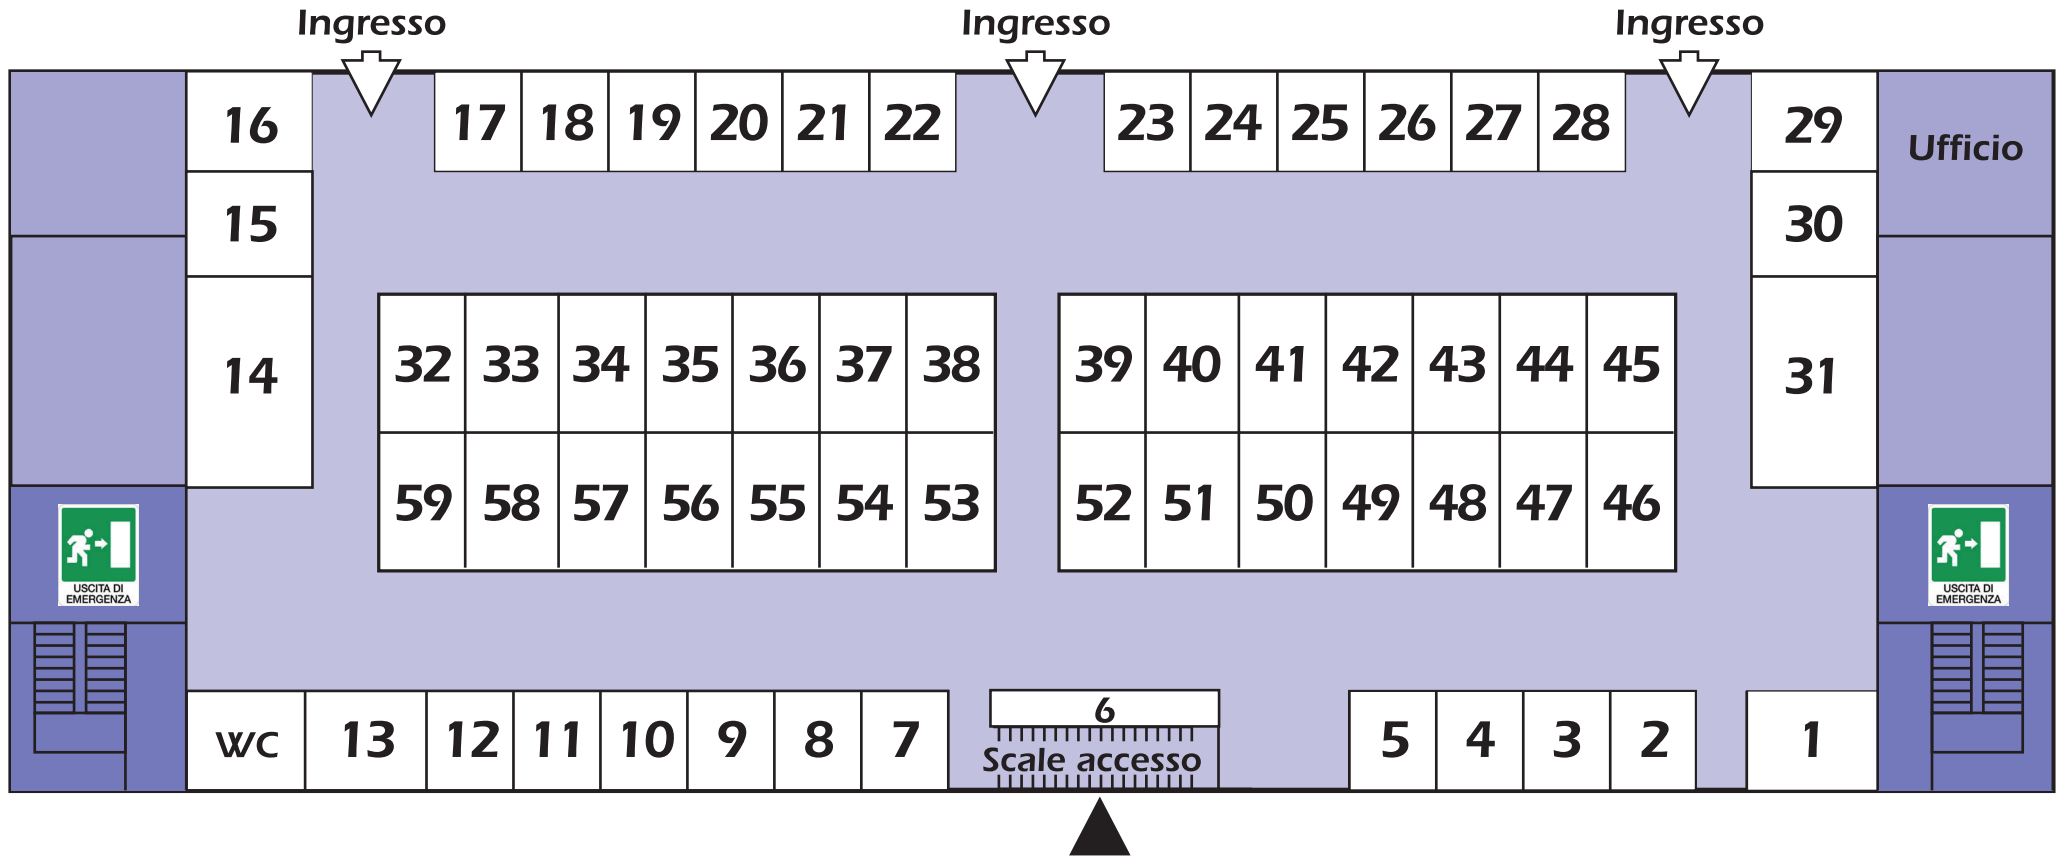 Ingresso Ingresso Ingresso
16 17 18 19 20 21 22 23 24 25 26 27 28 29 Ufficio
15 30
14 32 33 34 35 36 37 38 39 40 41 42 43 44 45 31
59 58 57 56 55 54 53 52 51 50 49 48 47 46
USCITA DI
EMERGENZA
USCITA DI
EMERGENZA
6
WC 13 12 11 10 9 8 7 5 4 3 2 1
Scale accesso